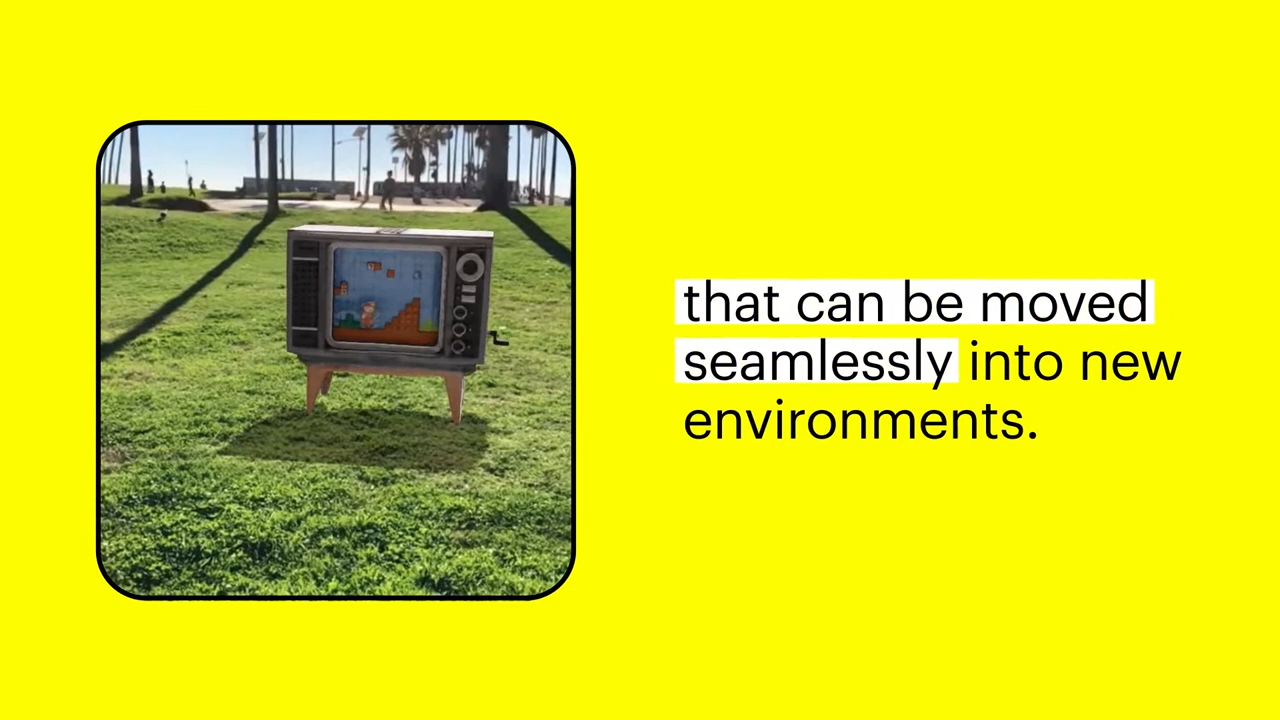 that can be moved
seamlessly into new
environments.